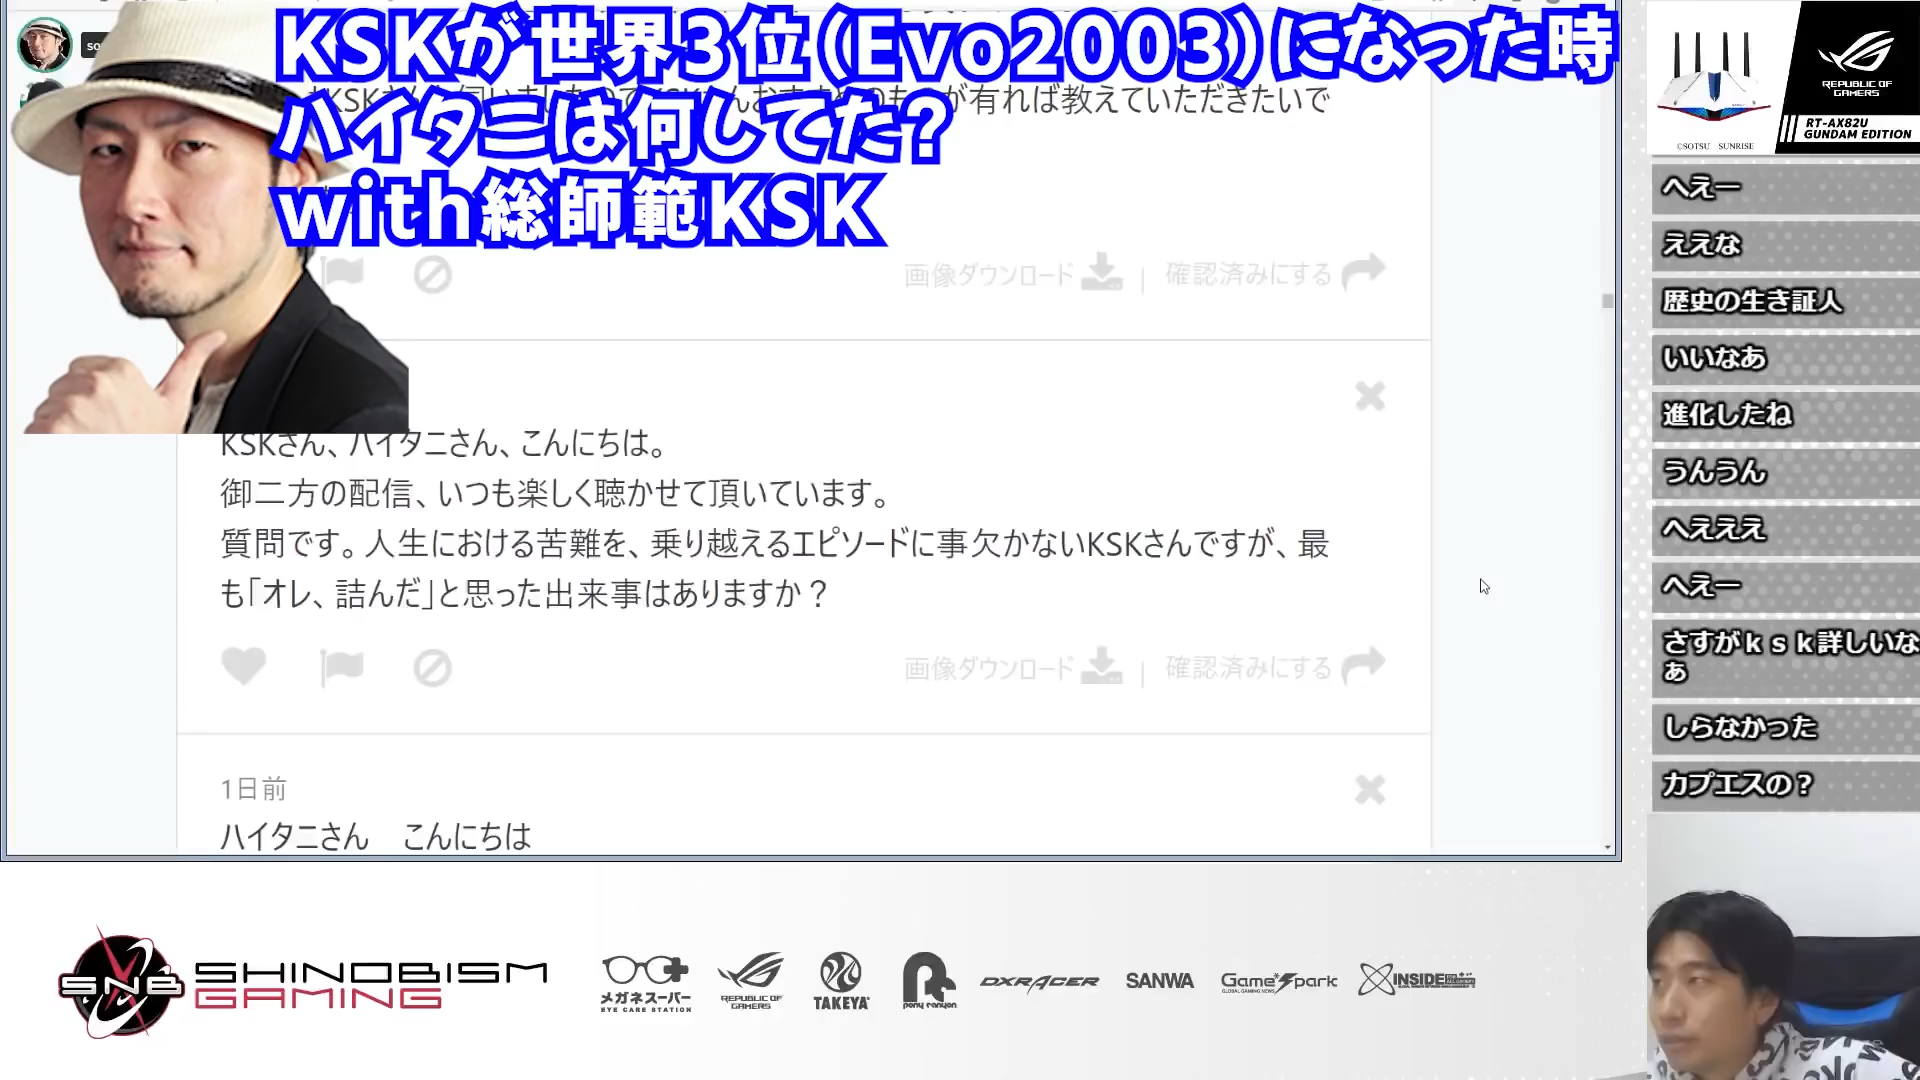 KSKが世界3位(Evo2003)になった時
ハイタニは何してた?
with総師範KSK
が有れば教えていただきたいで
画像ダウンロード | 確認済みにする
KSKさん、ハイタニさん、こんにちは。
御二方の配信、いつも楽しく聴かせて頂いています。
質問です。人生における苦難を、乗り越えるエピソードに事欠かないKSKさんですが、最
も「オレ、詰んだ」と思った出来事はありますか？
画像ダウンロード | 確認済みにする
1日前
ハイタニさん　こんにちは
REPUBLIC OF GAMERS
RT-AX82U
GUNDAM EDITION
©SOTSU SUNRISE
へえー
ええな
歴史の生き証人
いいなあ
進化したね
うんうん
へえええ
へえー
さすがｋｓｋ詳しいな
あ
しらなかった
カプエスの？
SNB
SHINOBISM
GAMING
メガネスーパー
EYE CARE STATION
REPUBLIC OF GAMERS
TAKEYA
pony canyon
DXRACER
SANWA
Game*Spark
INSIDE